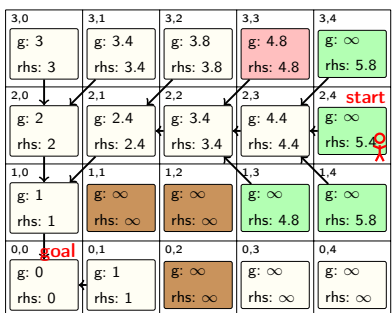 3,0 3,1 3,2 3,3 3,4
g: 3 g: 3.4 g: 3.8 g: 4.8 g: ∞
rhs: 3 rhs: 3.4 rhs: 3.8 rhs: 4.8 rhs: 5.8
2,0 2,1 2,2 2,3 2,4 start
g: 2 g: 2.4 g: 3.4 g: 4.4 g: ∞
rhs: 2 rhs: 2.4 rhs: 3.4 rhs: 4.4 rhs: 5.4
1,0 1,1 1,2 1,3 1,4
g: 1 g: ∞ g: ∞ g: ∞ g: ∞
rhs: 1 rhs: ∞ rhs: ∞ rhs: 4.8 rhs: 5.8
0,0 goal 0,1 0,2 0,3 0,4
g: 0 g: 1 g: ∞ g: ∞ g: ∞
rhs: 0 rhs: 1 rhs: ∞ rhs: ∞ rhs: ∞